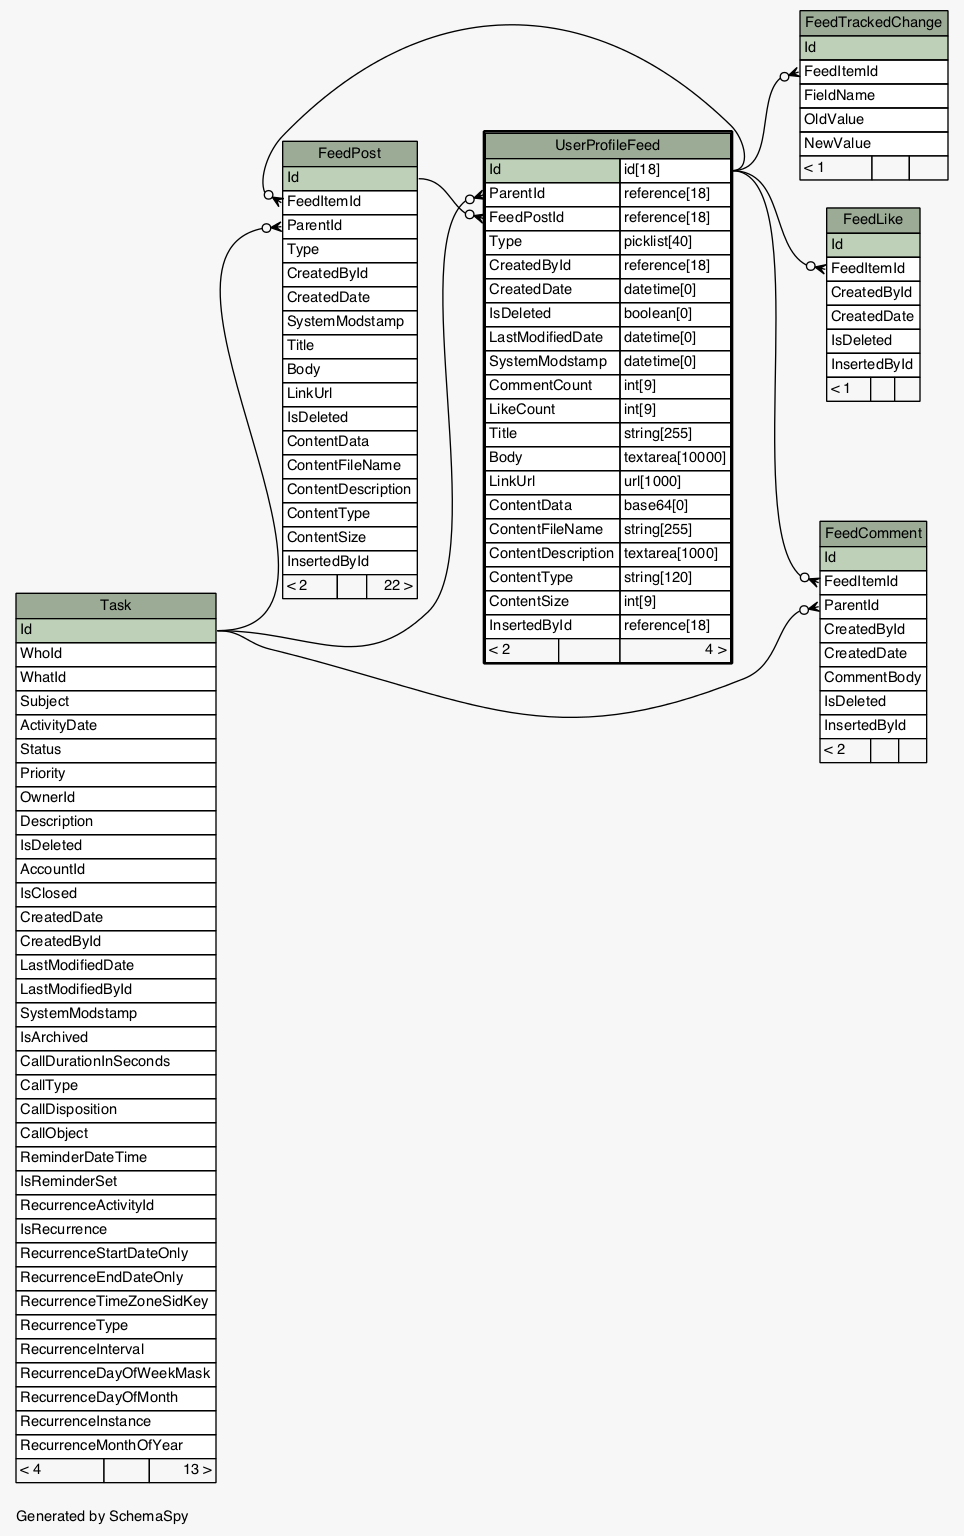 FeedTrackedChange
Id
FeedItemId
FieldName
OldValue
NewValue
< 1
FeedPost
Id
FeedItemId
ParentId
Type
CreatedById
CreatedDate
SystemModstamp
Title
Body
LinkUrl
IsDeleted
ContentData
ContentFileName
ContentDescription
ContentType
ContentSize
InsertedById
< 2 22 >
UserProfileFeed
Id id[18]
ParentId reference[18]
FeedPostId reference[18]
Type picklist[40]
CreatedById reference[18]
CreatedDate datetime[0]
IsDeleted boolean[0]
LastModifiedDate datetime[0]
SystemModstamp datetime[0]
CommentCount int[9]
LikeCount int[9]
Title string[255]
Body textarea[10000]
LinkUrl url[1000]
ContentData base64[0]
ContentFileName string[255]
ContentDescription textarea[1000]
ContentType string[120]
ContentSize int[9]
InsertedById reference[18]
< 2 4 >
FeedLike
Id
FeedItemId
CreatedById
CreatedDate
IsDeleted
InsertedById
< 1
FeedComment
Id
FeedItemId
ParentId
CreatedById
CreatedDate
CommentBody
IsDeleted
InsertedById
< 2
Task
Id
WhoId
WhatId
Subject
ActivityDate
Status
Priority
OwnerId
Description
IsDeleted
AccountId
IsClosed
CreatedDate
CreatedById
LastModifiedDate
LastModifiedById
SystemModstamp
IsArchived
CallDurationInSeconds
CallType
CallDisposition
CallObject
ReminderDateTime
IsReminderSet
RecurrenceActivityId
IsRecurrence
RecurrenceStartDateOnly
RecurrenceEndDateOnly
RecurrenceTimeZoneSidKey
RecurrenceType
RecurrenceInterval
RecurrenceDayOfWeekMask
RecurrenceDayOfMonth
RecurrenceInstance
RecurrenceMonthOfYear
< 4 13 >
Generated by SchemaSpy